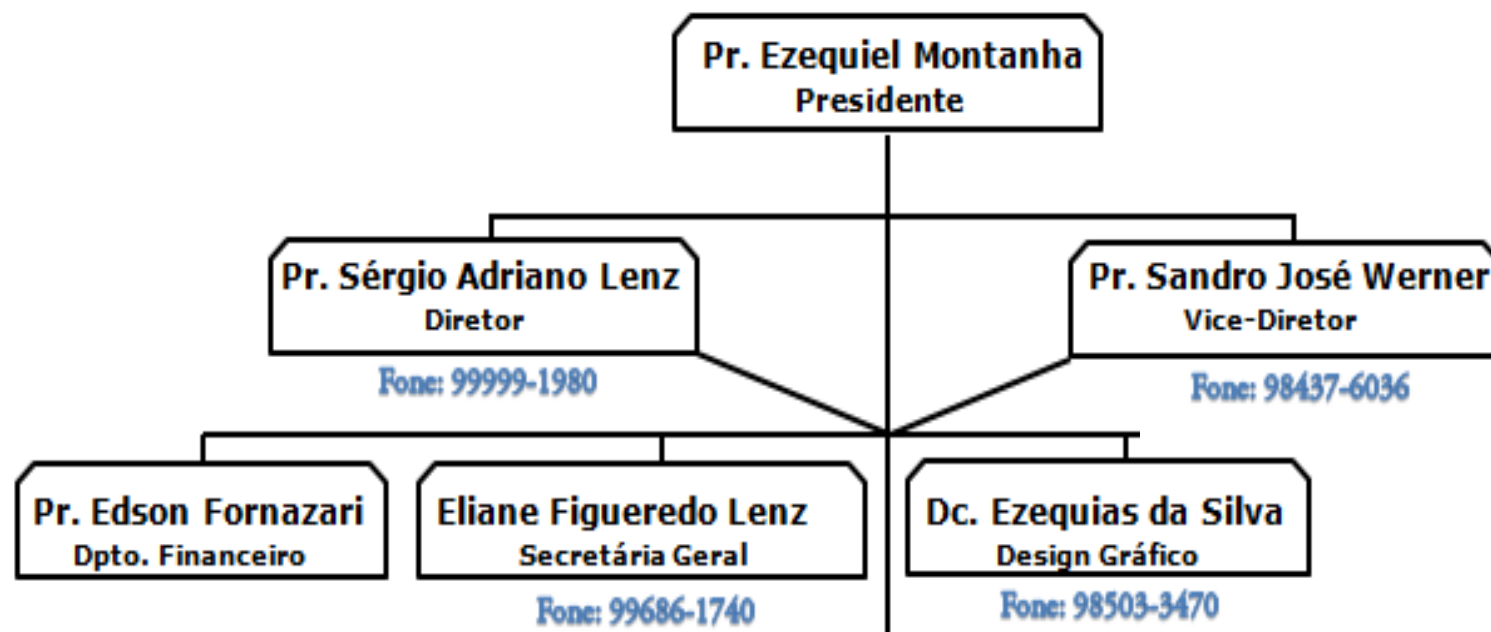 Pr. Ezequiel Montanha
Presidente
Pr. Sérgio Adriano Lenz
Diretor
Fone: 99999-1980
Pr. Sandro José Werner
Vice-Diretor
Fone: 98437-6036
Pr. Edson Fornazari
Dpto. Financeiro
Eliane Figueredo Lenz
Secretária Geral
Fone: 99686-1740
Dc. Ezequias da Silva
Design Gráfico
Fone: 98503-3470